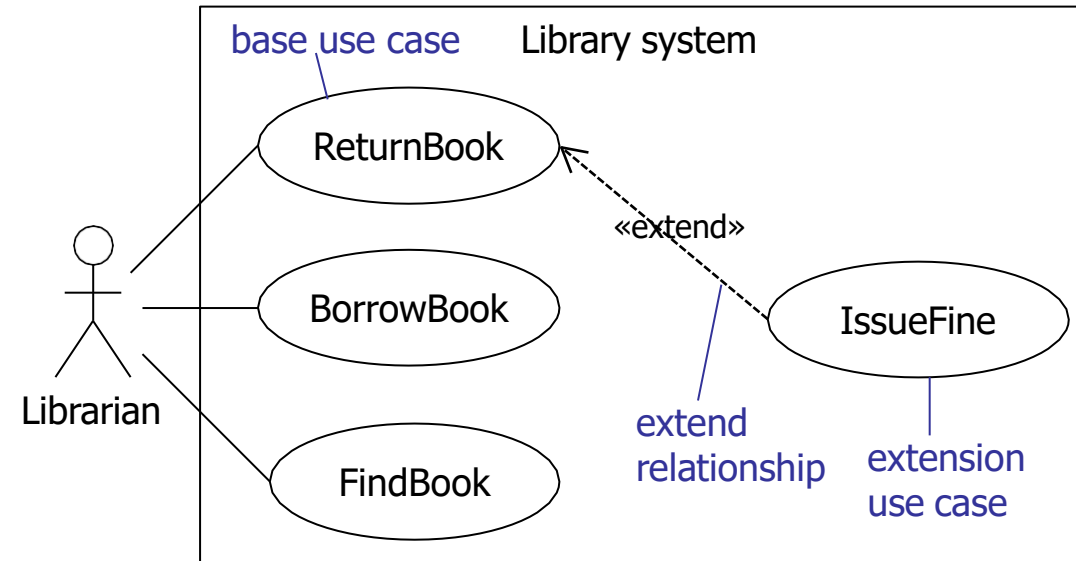 base use case
Library system
ReturnBook
«extend»
BorrowBook
IssueFine
Librarian
extend
relationship
extension
use case
FindBook